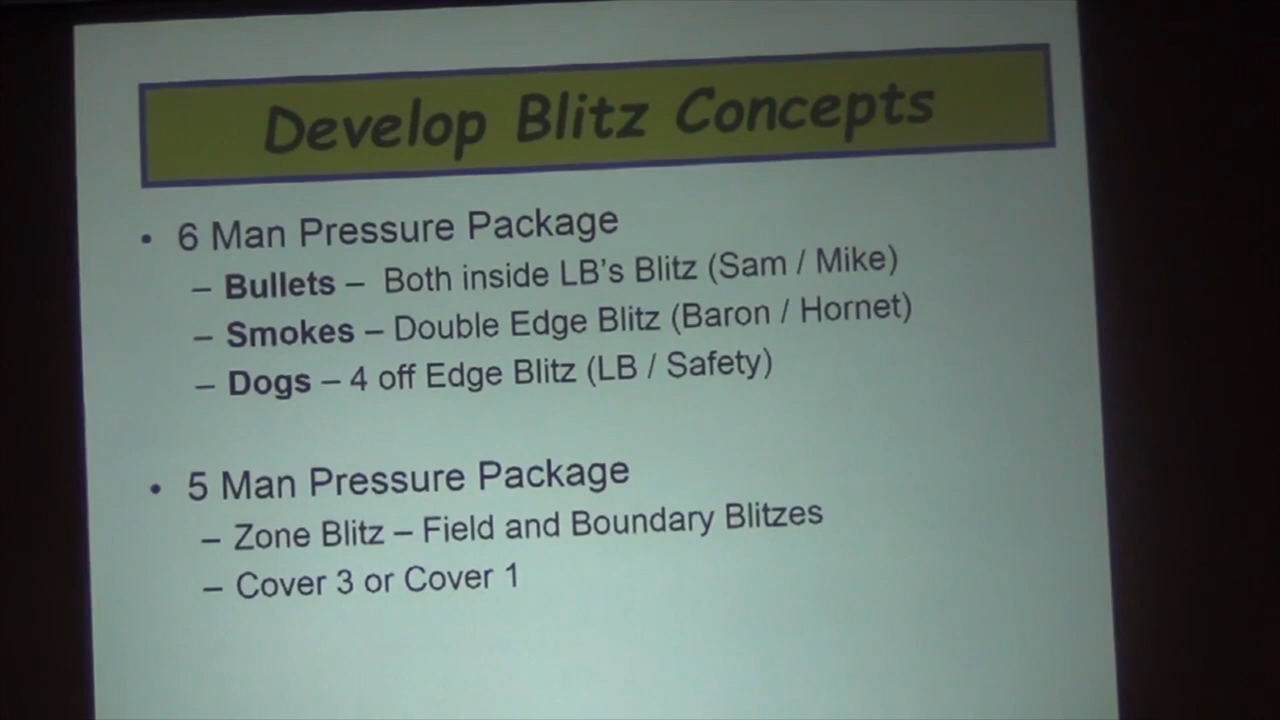 Develop Blitz Concepts
• 6 Man Pressure Package
– Bullets – Both inside LB's Blitz (Sam / Mike)
– Smokes – Double Edge Blitz (Baron / Hornet)
– Dogs – 4 off Edge Blitz (LB / Safety)
• 5 Man Pressure Package
– Zone Blitz – Field and Boundary Blitzes
– Cover 3 or Cover 1